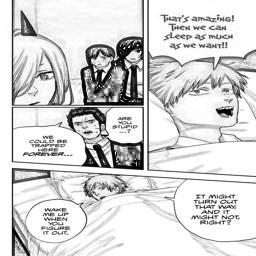 THAT'S AMAZING!
THEN WE CAN
SLEEP AS MUCH
AS WE WANT!!
ARE
YOU
STUPID
...?
WE
COULD BE
TRAPPED
HERE
FOREVER...
IT MIGHT
TURN OUT
THAT WAY,
AND IT
MIGHT NOT,
RIGHT?
WAKE
ME UP
WHEN
YOU
FIGURE
IT OUT.